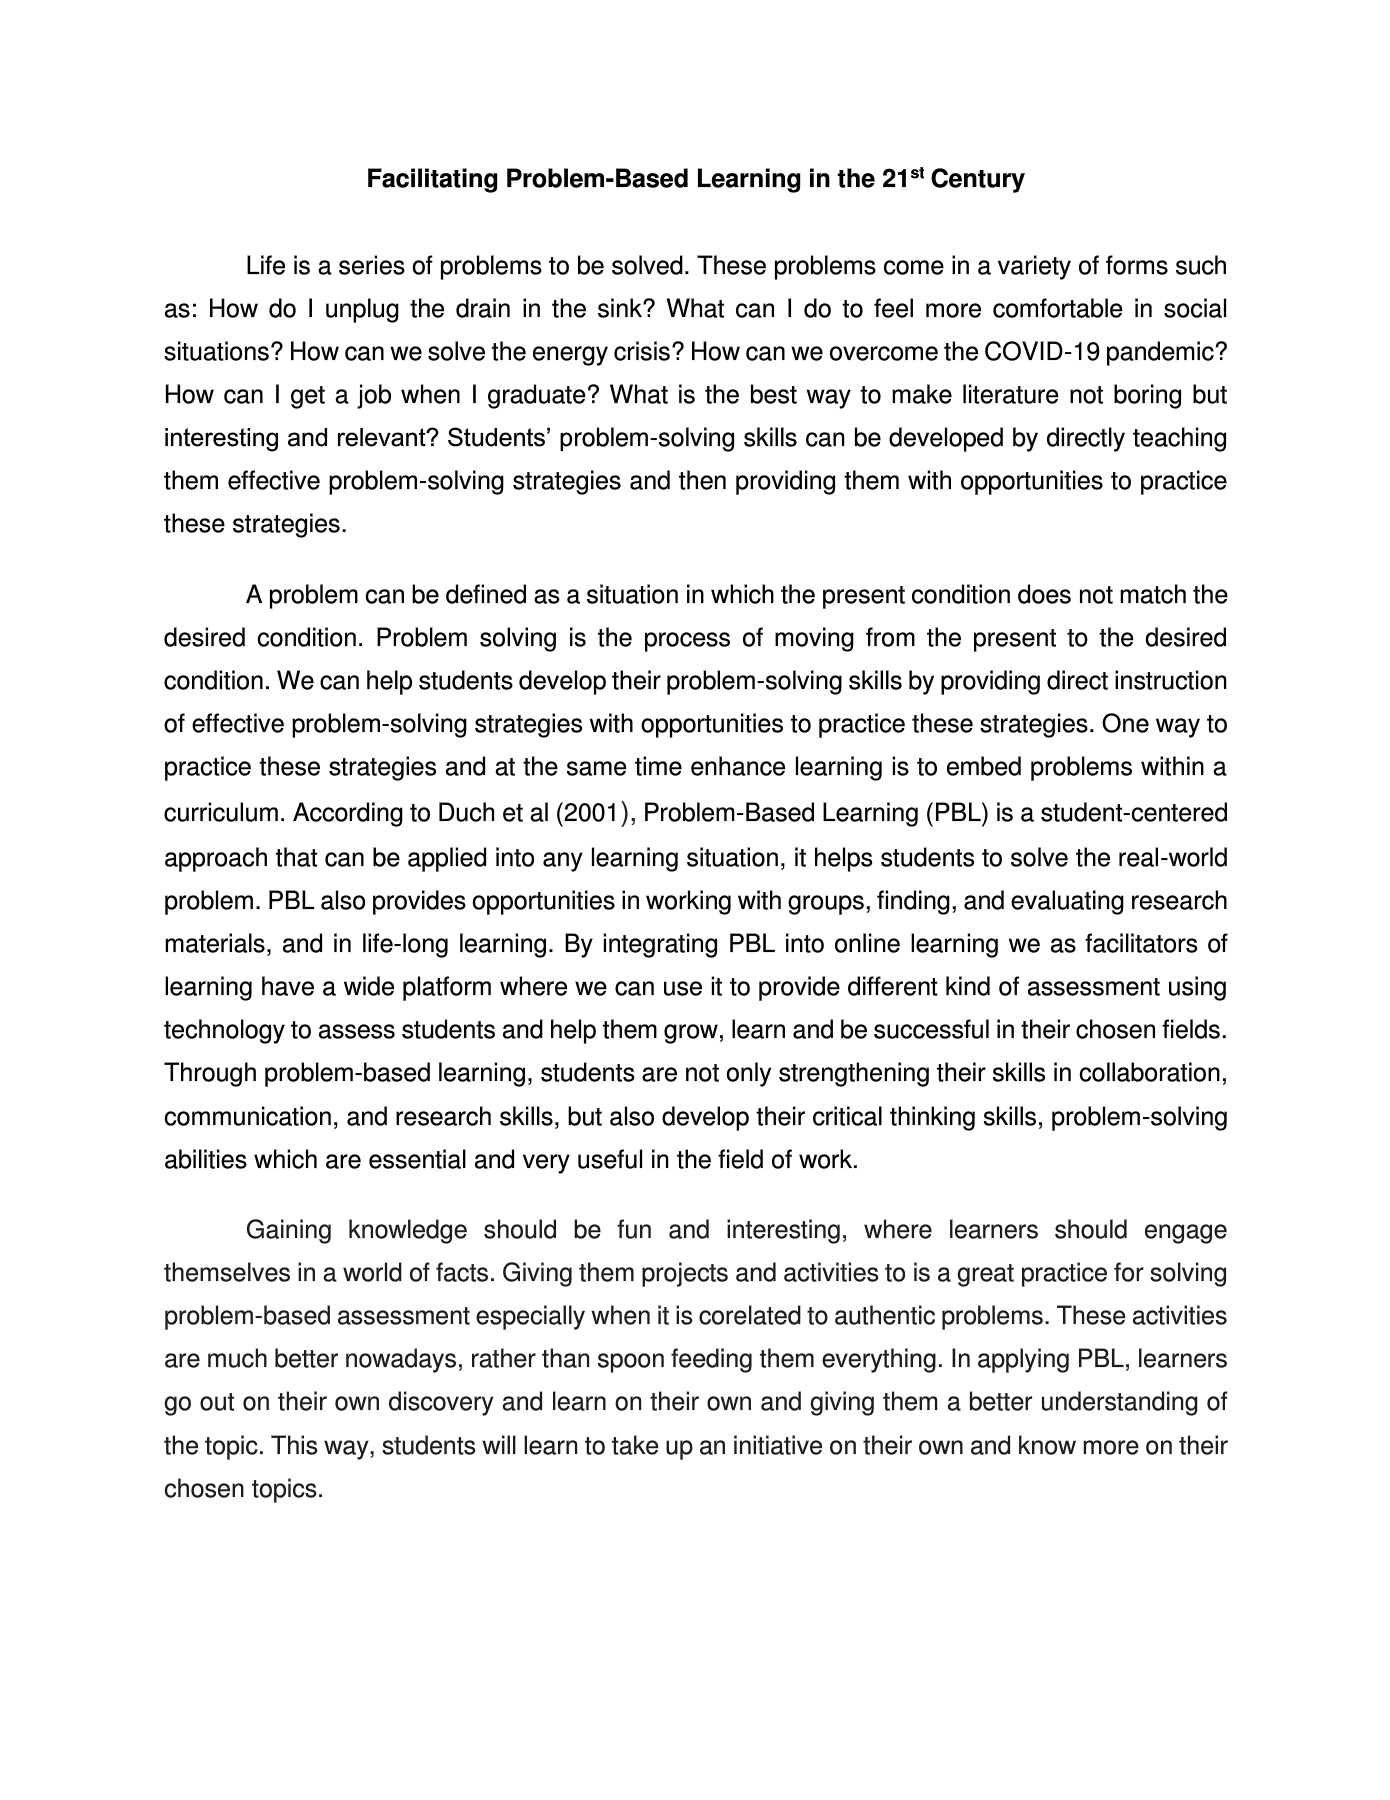 Facilitating Problem-Based Learning in the 21st Century
Life is a series of problems to be solved. These problems come in a variety of forms such
as: How do I unplug the drain in the sink? What can I do to feel more comfortable in social
situations? How can we solve the energy crisis? How can we overcome the COVID-19 pandemic?
How can I get a job when I graduate? What is the best way to make literature not boring but
interesting and relevant? Students’ problem-solving skills can be developed by directly teaching
them effective problem-solving strategies and then providing them with opportunities to practice
these strategies.
A problem can be defined as a situation in which the present condition does not match the
desired condition. Problem solving is the process of moving from the present to the desired
condition. We can help students develop their problem-solving skills by providing direct instruction
of effective problem-solving strategies with opportunities to practice these strategies. One way to
practice these strategies and at the same time enhance learning is to embed problems within a
curriculum. According to Duch et al (2001), Problem-Based Learning (PBL) is a student-centered
approach that can be applied into any learning situation, it helps students to solve the real-world
problem. PBL also provides opportunities in working with groups, finding, and evaluating research
materials, and in life-long learning. By integrating PBL into online learning we as facilitators of
learning have a wide platform where we can use it to provide different kind of assessment using
technology to assess students and help them grow, learn and be successful in their chosen fields.
Through problem-based learning, students are not only strengthening their skills in collaboration,
communication, and research skills, but also develop their critical thinking skills, problem-solving
abilities which are essential and very useful in the field of work.
Gaining knowledge should be fun and interesting, where learners should engage
themselves in a world of facts. Giving them projects and activities to is a great practice for solving
problem-based assessment especially when it is corelated to authentic problems. These activities
are much better nowadays, rather than spoon feeding them everything. In applying PBL, learners
go out on their own discovery and learn on their own and giving them a better understanding of
the topic. This way, students will learn to take up an initiative on their own and know more on their
chosen topics.